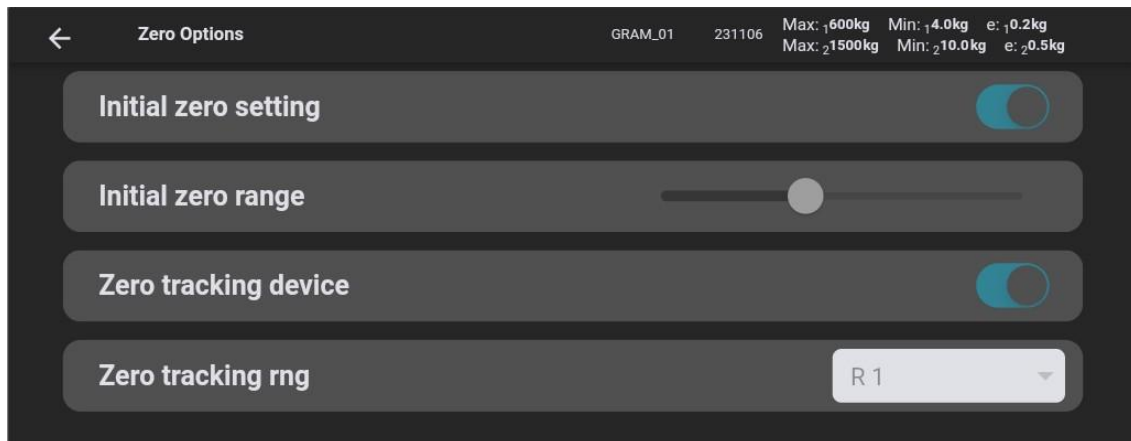 Zero Options
GRAM_01 231106
Max: ₁600kg Min: ₁4.0kg e: ₁0.2kg
Max: ₂1500kg Min: ₂10.0kg e: ₂0.5kg
Initial zero setting
Initial zero range
Zero tracking device
Zero tracking rng
R 1